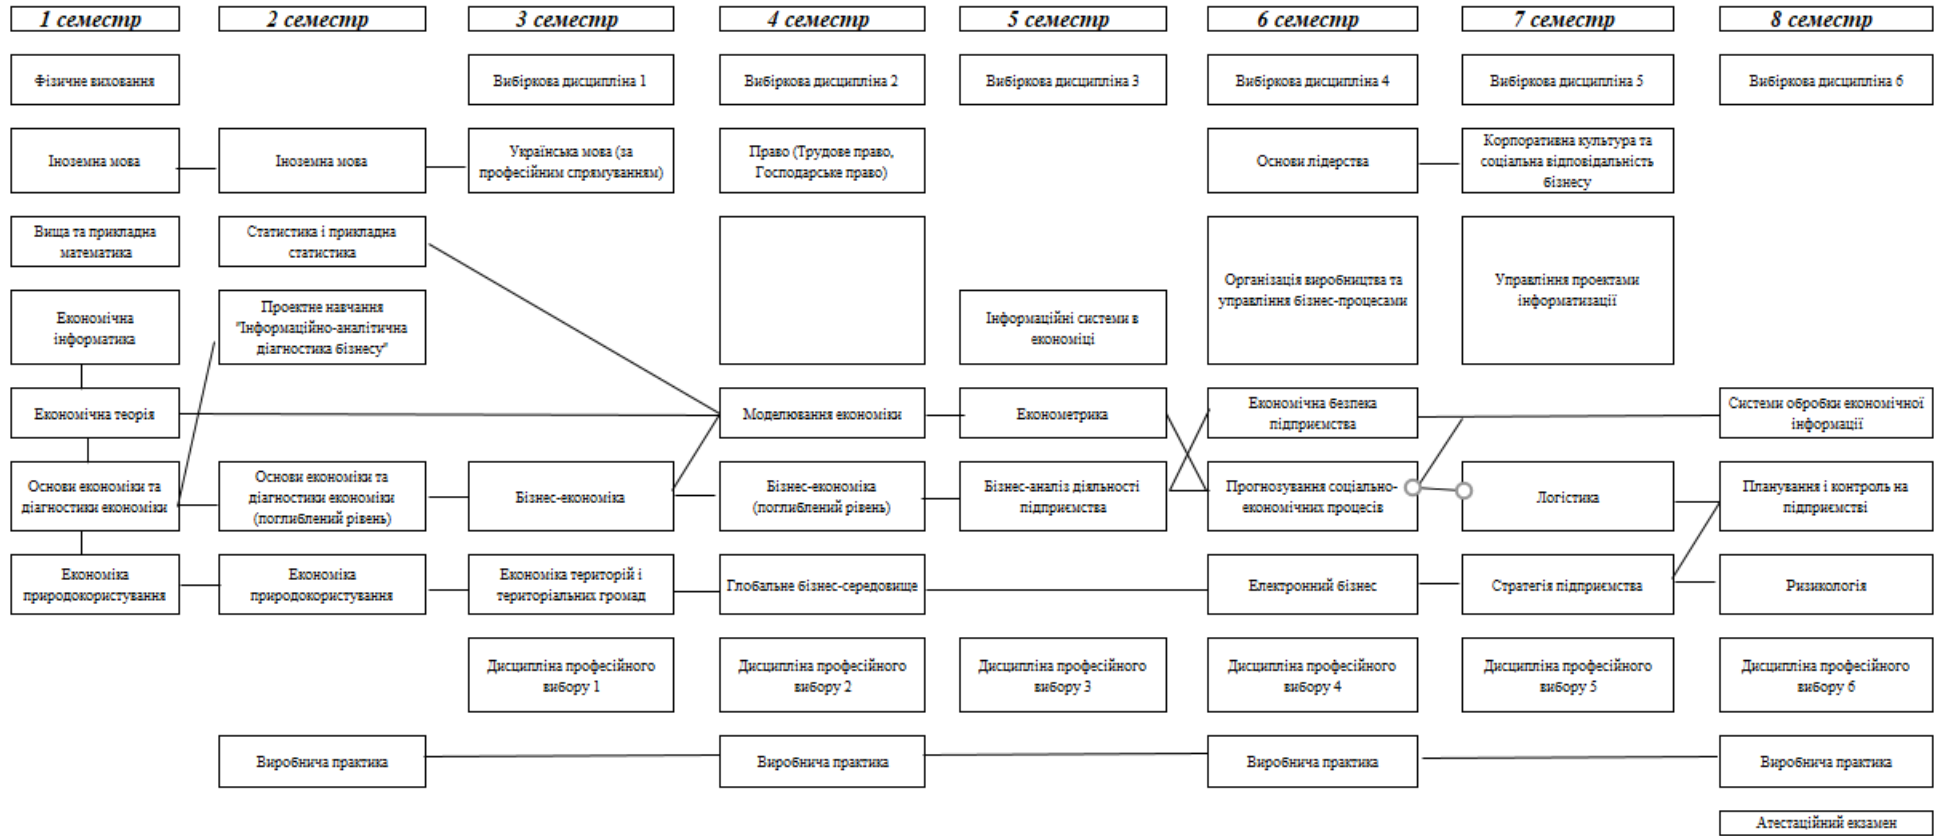 1 семестр
2 семестр
3 семестр
4 семестр
5 семестр
6 семестр
7 семестр
8 семестр
Фізичне виховання
Вибіркова дисципліна 1
Вибіркова дисципліна 2
Вибіркова дисципліна 3
Вибіркова дисципліна 4
Вибіркова дисципліна 5
Вибіркова дисципліна 6
Іноземна мова
Іноземна мова
Українська мова (за
професійним спрямуванням)
Право (Трудове право,
Господарське право)
Основи лідерства
Корпоративна культура та
соціальна відповідальність
бізнесу
Вища та прикладна
математика
Статистика і прикладна
статистика
Організація виробництва та
управління бізнес-процесами
Управління проектами
інформатизації
Економічна
інформатика
Проектне навчання
"Інформаційно-аналітична
діагностика бізнесу"
Інформаційні системи в
економіці
Економічна теорія
Моделювання економіки
Економетрика
Економічна безпека
підприємства
Системи обробки економічної
інформації
Основи економіки та
діагностики економіки
Основи економіки та
діагностики економіки
(поглиблений рівень)
Бізнес-економіка
Бізнес-економіка
(поглиблений рівень)
Бізнес-аналіз діяльності
підприємства
Прогнозування соціально-
економічних процесів
Логістика
Планування і контроль на
підприємстві
Економіка
природокористування
Економіка
природокористування
Економіка територій і
територіальних громад
Глобальне бізнес-середовище
Електронний бізнес
Стратегія підприємства
Ризикологія
Дисципліна професійного
вибору 1
Дисципліна професійного
вибору 2
Дисципліна професійного
вибору 3
Дисципліна професійного
вибору 4
Дисципліна професійного
вибору 5
Дисципліна професійного
вибору 6
Виробнича практика
Виробнича практика
Виробнича практика
Виробнича практика
Атестаційний екзамен